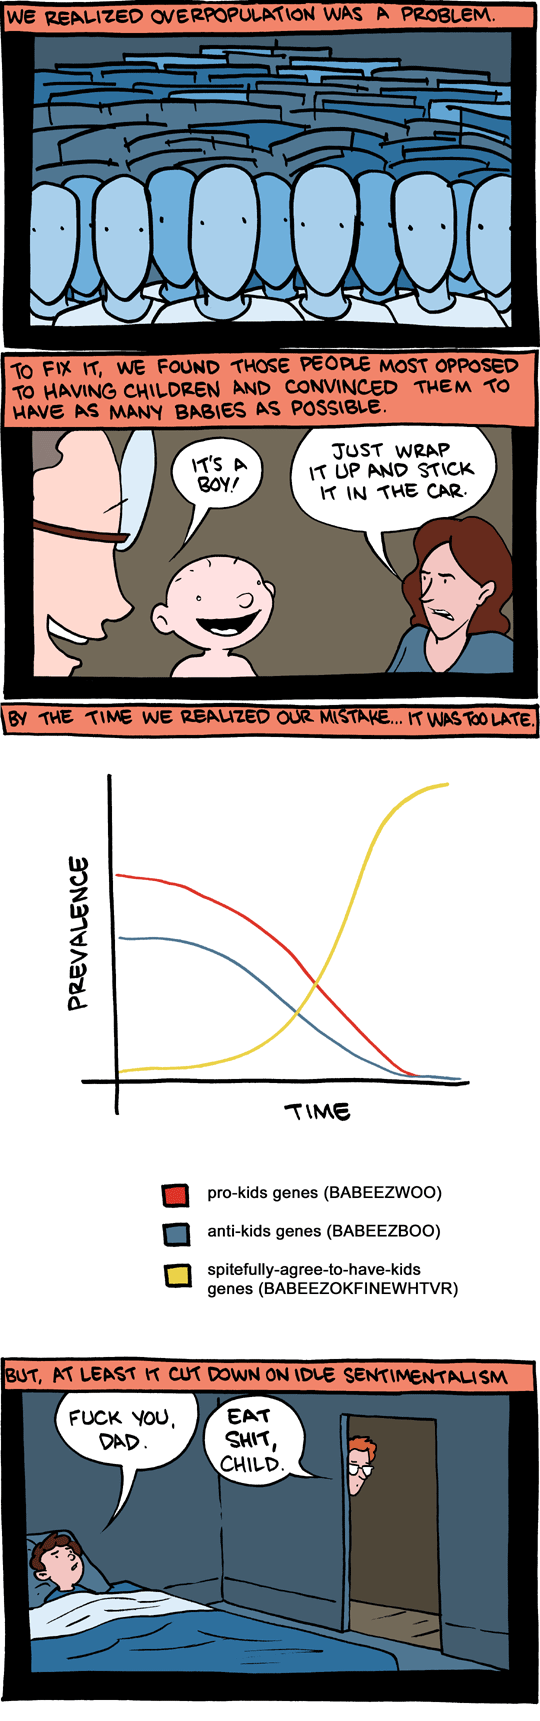 WE REALIZED OVERPOPULATION WAS A PROBLEM.
TO FIX IT, WE FOUND THOSE PEOPLE MOST OPPOSED
TO HAVING CHILDREN AND CONVINCED THEM TO
HAVE AS MANY BABIES AS POSSIBLE.
IT'S A
BOY!
JUST WRAP
IT UP AND STICK
IT IN THE CAR.
BY THE TIME WE REALIZED OUR MISTAKE... IT WAS TOO LATE.
PREVALENCE
TIME
pro-kids genes (BABEEZWOO)
anti-kids genes (BABEEZBOO)
spitefully-agree-to-have-kids
genes (BABEEZOKFINEWHTVR)
BUT, AT LEAST IT CUT DOWN ON IDLE SENTIMENTALISM
FUCK YOU,
DAD.
EAT
SHIT,
CHILD.